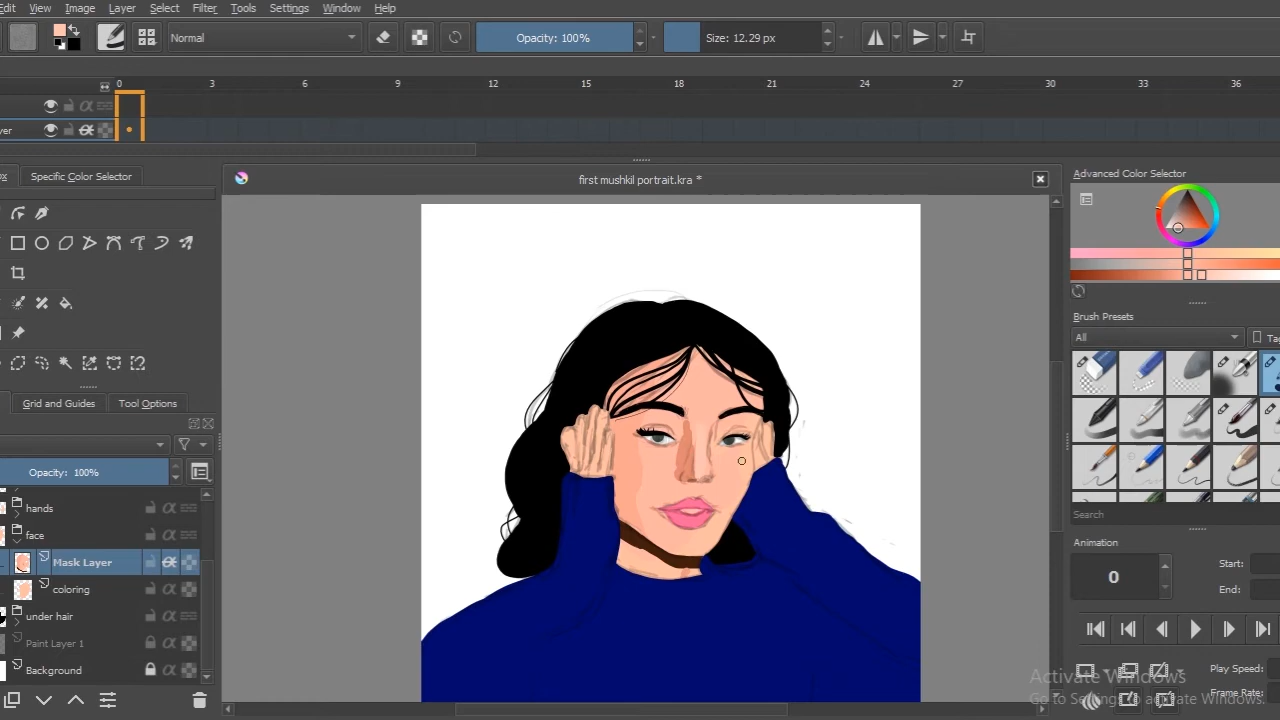 Edit View Image Layer Select Filter Tools Settings Window Help
Normal Opacity: 100% Size: 12.29 px
0 3 6 9 12 15 18 21 24 27 30 33 36
yer
ox Specific Color Selector
first mushkil portrait.kra *
Advanced Color Selector
Brush Presets
All Tag
Grid and Guides Tool Options
Opacity: 100%
hands
face
Mask Layer
coloring
under hair
Paint Layer 1
Background
Search
Animation
0 Start:
End:
Play Speed:
Frame Rate:
Activate Windows
Go to Settings to activate Windows.